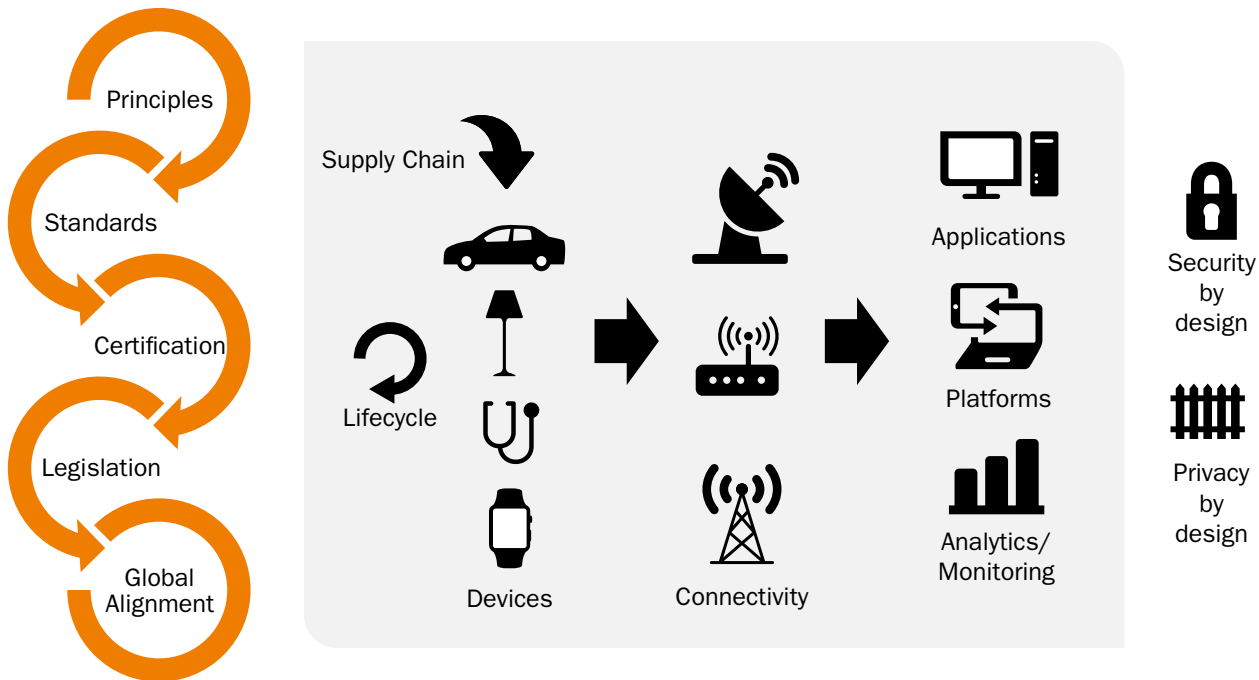 Principles
Standards
Certification
Legislation
Global
Alignment
Supply Chain
Lifecycle
Devices
Connectivity
Applications
Platforms
Analytics/
Monitoring
Security
by
design
Privacy
by
design